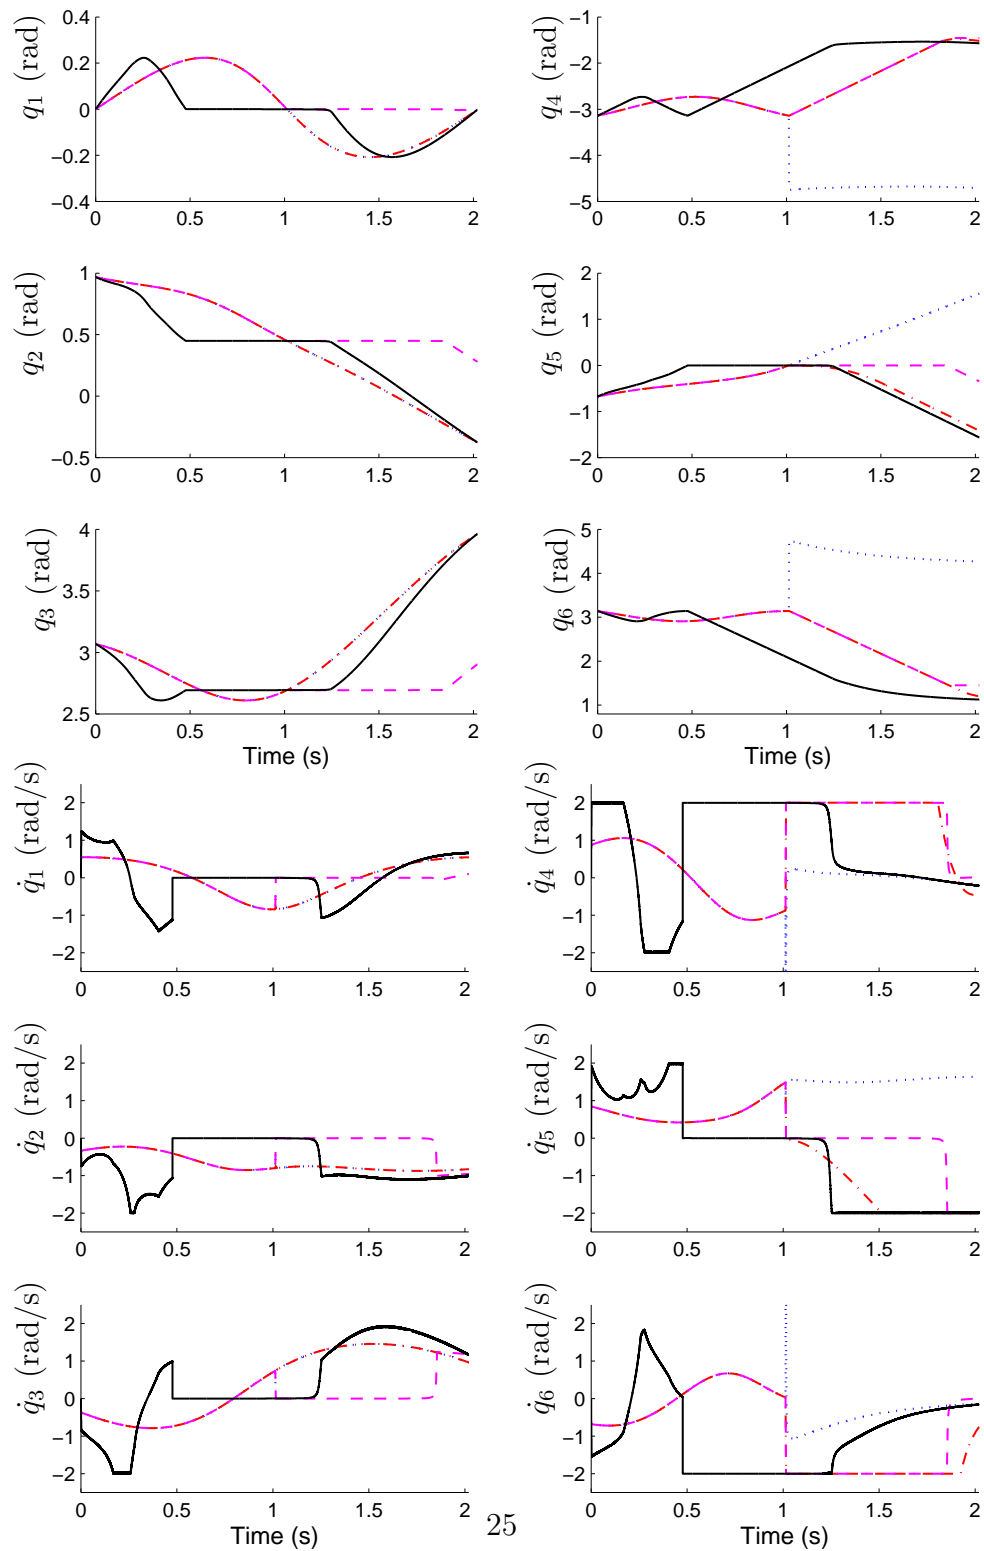 q1 (rad)
0.4
0.2
0
−0.2
−0.4
0 0.5 1 1.5 2
q4 (rad)
−1
−2
−3
−4
−5
0 0.5 1 1.5 2
q2 (rad)
1
0.5
0
−0.5
0 0.5 1 1.5 2
q5 (rad)
2
1
0
−1
−2
0 0.5 1 1.5 2
q3 (rad)
4
3.5
3
2.5
0 0.5 1 1.5 2
Time (s)
q6 (rad)
5
4
3
2
1
0 0.5 1 1.5 2
Time (s)
q̇1 (rad/s)
2
1
0
−1
−2
0 0.5 1 1.5 2
q̇4 (rad/s)
2
1
0
−1
−2
0 0.5 1 1.5 2
q̇2 (rad/s)
2
1
0
−1
−2
0 0.5 1 1.5 2
q̇5 (rad/s)
2
1
0
−1
−2
0 0.5 1 1.5 2
q̇3 (rad/s)
2
1
0
−1
−2
0 0.5 1 1.5 2
Time (s)
q̇6 (rad/s)
2
1
0
−1
−2
0 0.5 1 1.5 2
Time (s)
25